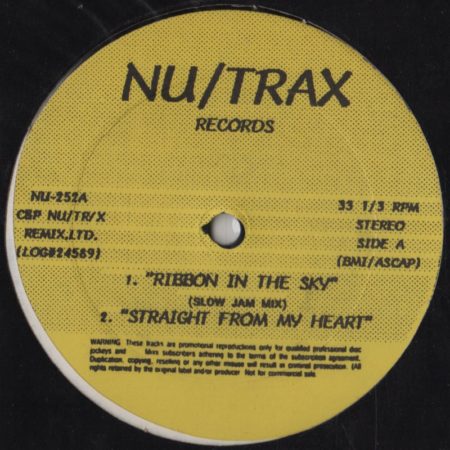 NU/TRAX
RECORDS
NU-252A
CBP NU/TR/X
REMIX,LTD.
(LOG#24589)
33 1/3 RPM
STEREO
SIDE A
(BMI/ASCAP)
1. "RIBBON IN THE SKY"
(SLOW JAM MIX)
2. "STRAIGHT FROM MY HEART"
WARNING These tracks are promotional reproductions only for qualified professional disc
jockeys and Mixx subscribers adhering to the terms of the subscription agreement.
Duplication, copying, reselling or any other misuse will result in criminal prosecution. (All
rights retained by the original label and/or producer Not for commercial sale.